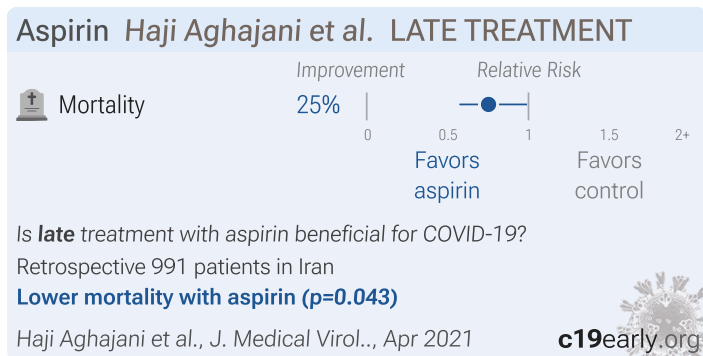 Aspirin Haji Aghajani et al. LATE TREATMENT
Improvement Relative Risk
Mortality 25%
0 0.5 1 1.5 2+
Favors aspirin Favors control
Is late treatment with aspirin beneficial for COVID-19?
Retrospective 991 patients in Iran
Lower mortality with aspirin (p=0.043)
Haji Aghajani et al., J. Medical Virol.., Apr 2021 c19early.org